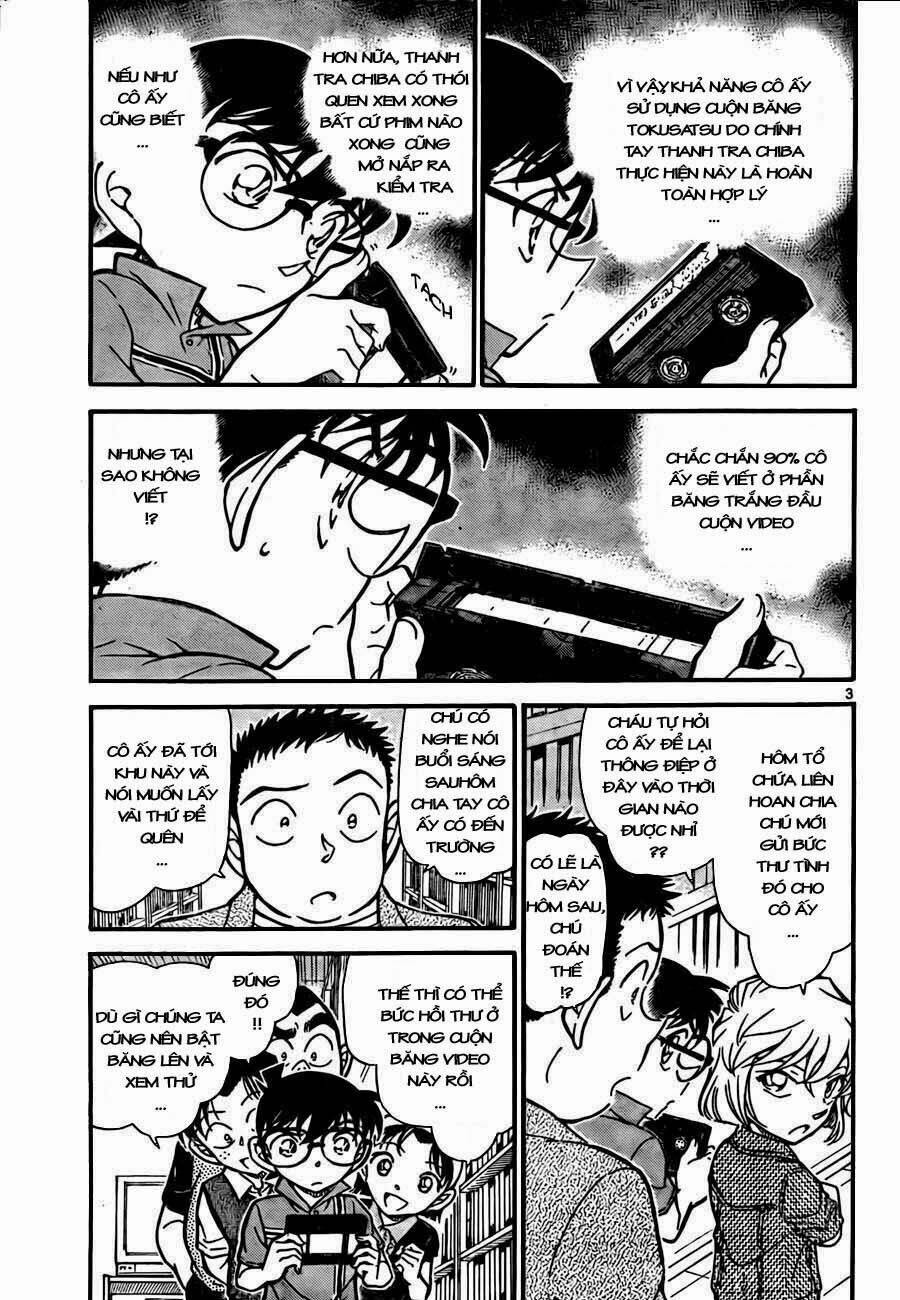 VÌ VẬY,KHẢ NĂNG CÔ ẤY
SỬ DỤNG CUỘN BĂNG
TOKUSATSU DO CHÍNH
TAY THANH TRA CHIBA
THỰC HIỆN NÀY LÀ HOÀN
TOÀN HỢP LÝ
...
HƠN NỮA, THANH
TRA CHIBA CÓ THÓI
QUEN XEM XONG
BẤT CỨ PHIM NÀO
XONG CŨNG
MỞ NẮP RA
KIỂM TRA
...
NẾU NHƯ
CÔ ẤY
CŨNG BIẾT
...
TẠCH
CHẮC CHẮN 90% CÔ
ẤY SẼ VIẾT Ở PHẦN
BĂNG TRẮNG ĐẦU
CUỘN VIDEO
...
NHƯNG TẠI
SAO KHÔNG
VIẾT
!?
3
HÔM TỔ
CHỨA LIÊN
HOAN CHIA
CHÚ MỚI
GỬI BỨC
THƯ TÌNH
ĐÓ CHO
CÔ ẤY
...
CHÁU TỰ HỎI
CÔ ẤY ĐỂ LẠI
THÔNG ĐIỆP Ở
ĐÂY VÀO THỜI
GIAN NÀO
ĐƯỢC NHỈ
??
CÓ LẼ LÀ
NGÀY
HÔM SAU,
CHÚ
ĐOÁN
THẾ
!?
CHÚ CÓ
NGHE NÓI
BUỔI SÁNG
SAUHÔM
CHIA TAY CÔ
ẤY CÓ ĐẾN
TRƯỜNG
...
CÔ ẤY ĐÃ TỚI
KHU NÀY VÀ
NÓI MUỐN LẤY
VÀI THỨ ĐỂ
QUÊN
...
THẾ THÌ CÓ THỂ
BỨC HỒI THƯ Ở
TRONG CUỘN
BĂNG VIDEO
NÀY RỒI
ĐÚNG
ĐÓ
!!
DÙ GÌ CHÚNG TA
CŨNG NÊN BẬT
BĂNG LÊN VÀ
XEM THỬ
...